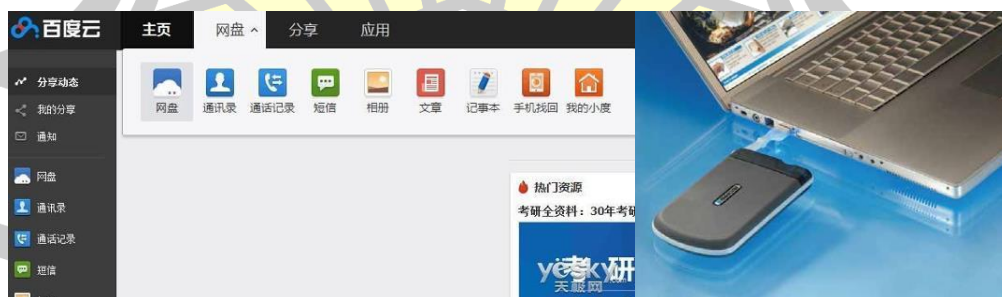 百度云
主页 网盘 分享 应用
网盘 通讯录 通话记录 短信 相册 文章 记事本 手机找回 我的小度
分享动态
我的分享
通知
网盘
通讯录
通话记录
短信
热门资源
考研全资料：30年考研
考研
yesky
天极网